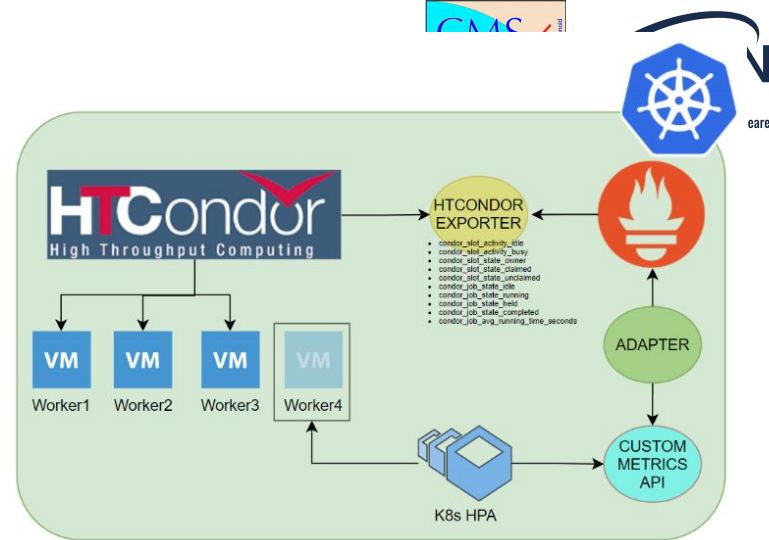 CMS
eare
HTCondor
High Throughput Computing
HTCONDOR
EXPORTER
• condor_slot_activity_idle
• condor_slot_activity_busy
• condor_slot_state_owner
• condor_slot_state_claimed
• condor_slot_state_unclaimed
• condor_job_state_idle
• condor_job_state_running
• condor_job_state_held
• condor_job_state_completed
• condor_job_avg_running_time_seconds
ADAPTER
VM
VM
VM
VM
Worker1
Worker2
Worker3
Worker4
CUSTOM
METRICS
API
K8s HPA